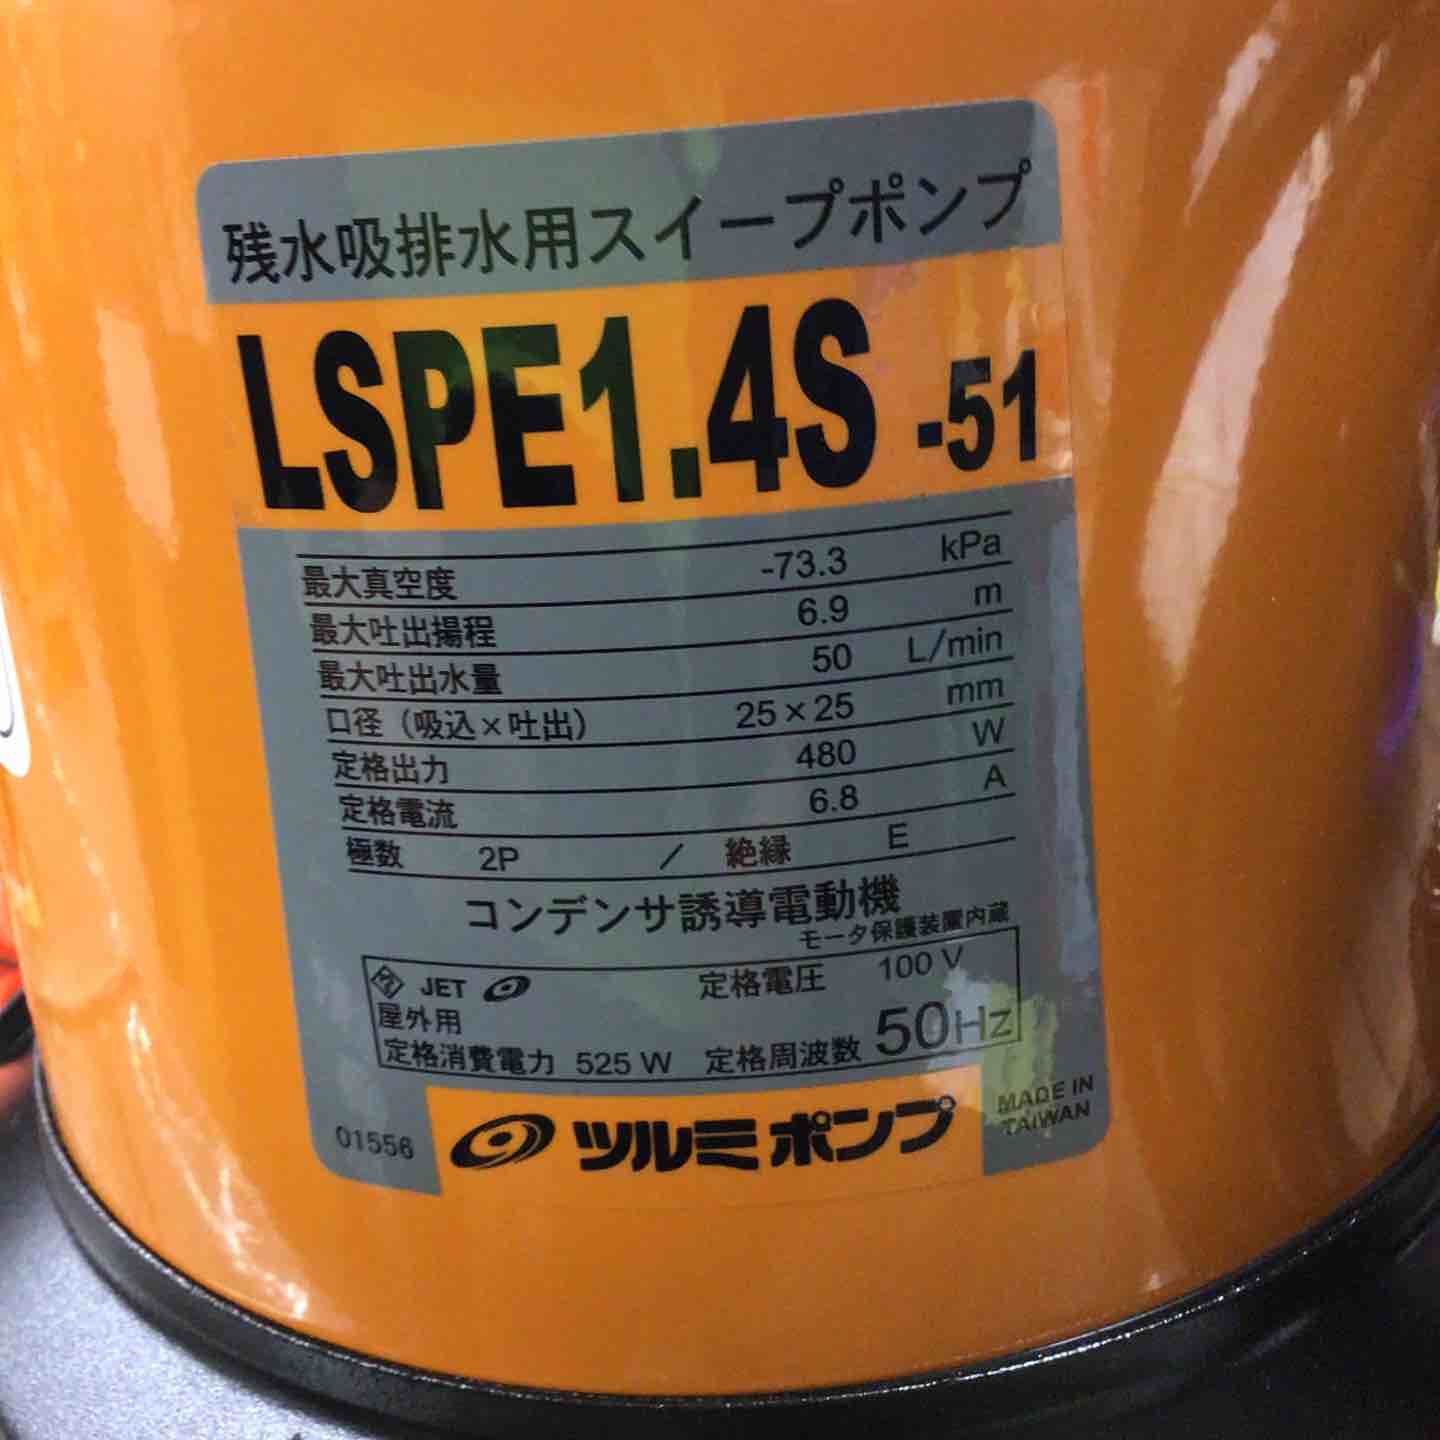 残水吸排水用スイープポンプ
LSPE1.4S -51
最大真空度 -73.3 kPa
最大吐出揚程 6.9 m
最大吐出水量 50 L/min
口径（吸込×吐出） 25×25 mm
定格出力 480 W
定格電流 6.8 A
極数 2P / 絶縁 E
コンデンサ誘導電動機
モータ保護装置内蔵
JET 定格電圧 100 V
屋外用
定格消費電力 525 W 定格周波数 50Hz
01556 ツルミポンプ MADE IN
TAIWAN